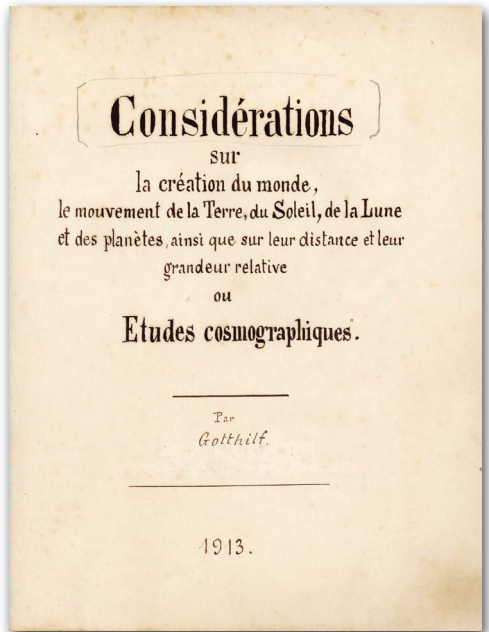 Considérations
sur
la création du monde,
le mouvement de la Terre, du Soleil, de la Lune
et des planètes, ainsi que sur leur distance et leur
grandeur relative
ou
Etudes cosmographiques.
Par
Gotthilf.
1913.